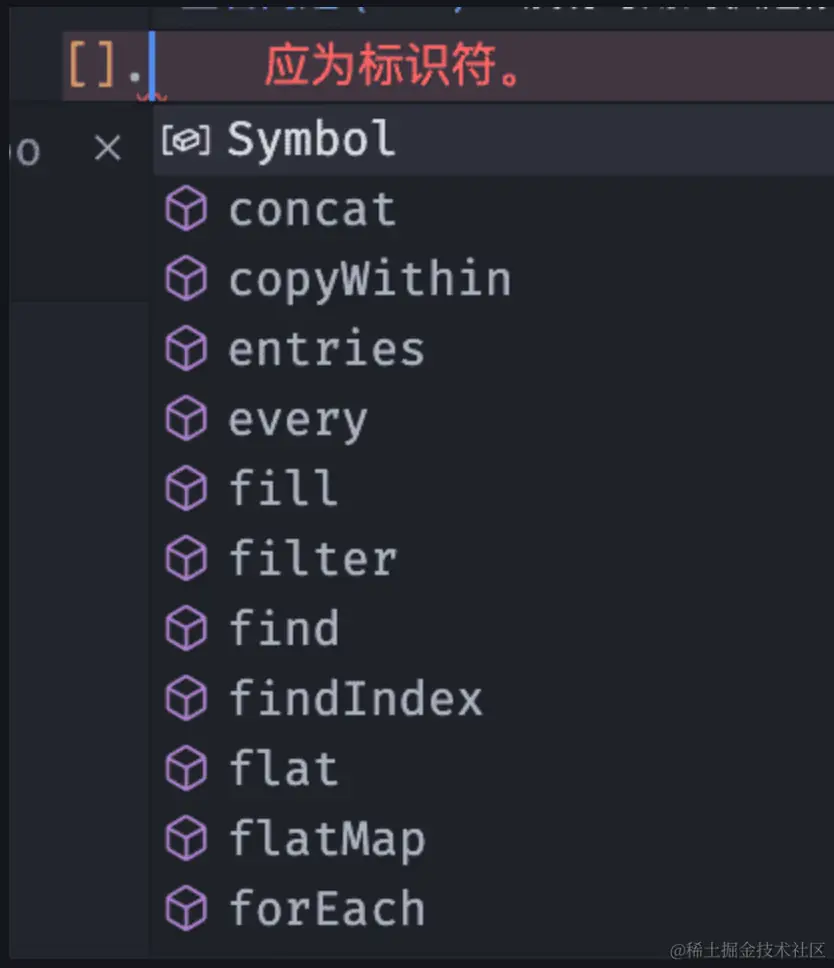 []. 应为标识符。
Symbol
o ×
concat
copyWithin
entries
every
fill
filter
find
findIndex
flat
flatMap
forEach
@稀土掘金技术社区